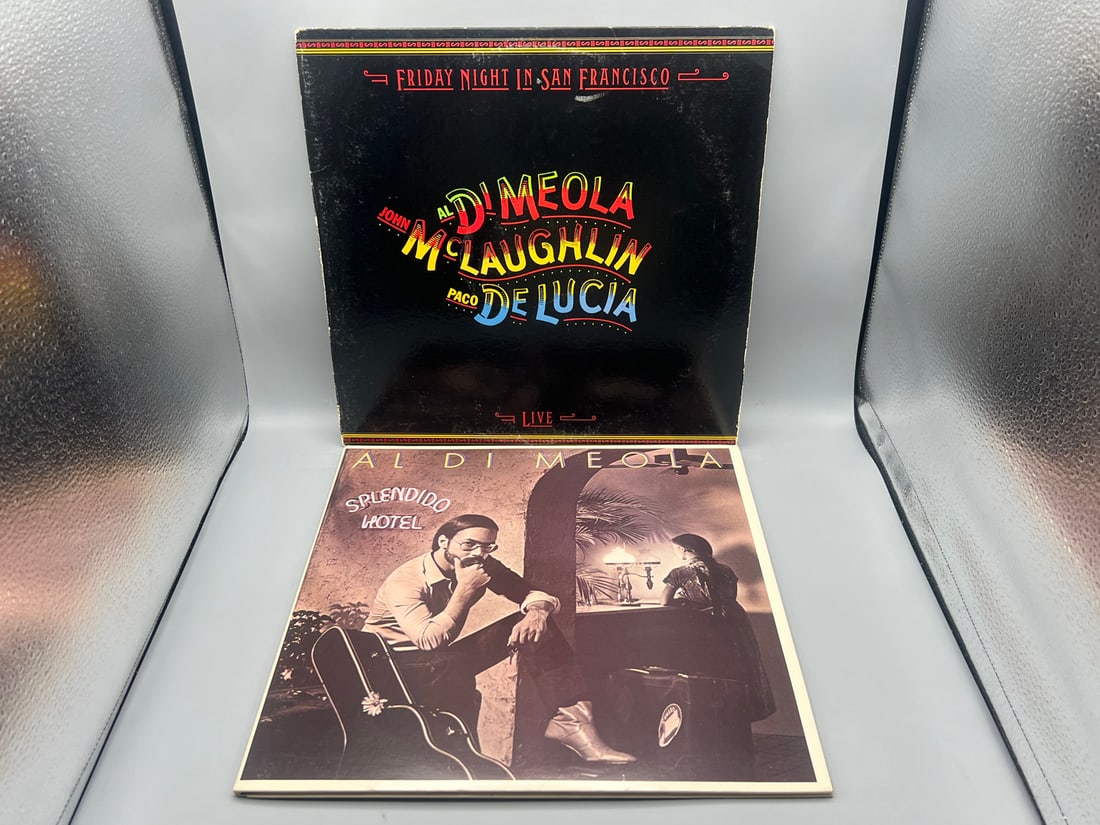 FRIDAY NIGHT IN SAN FRANCISCO
AL DI MEOLA
JOHN MCLAUGHLIN
PACO DE LUCIA
LIVE
AL DI MEOLA
SPLENDIDO
HOTEL